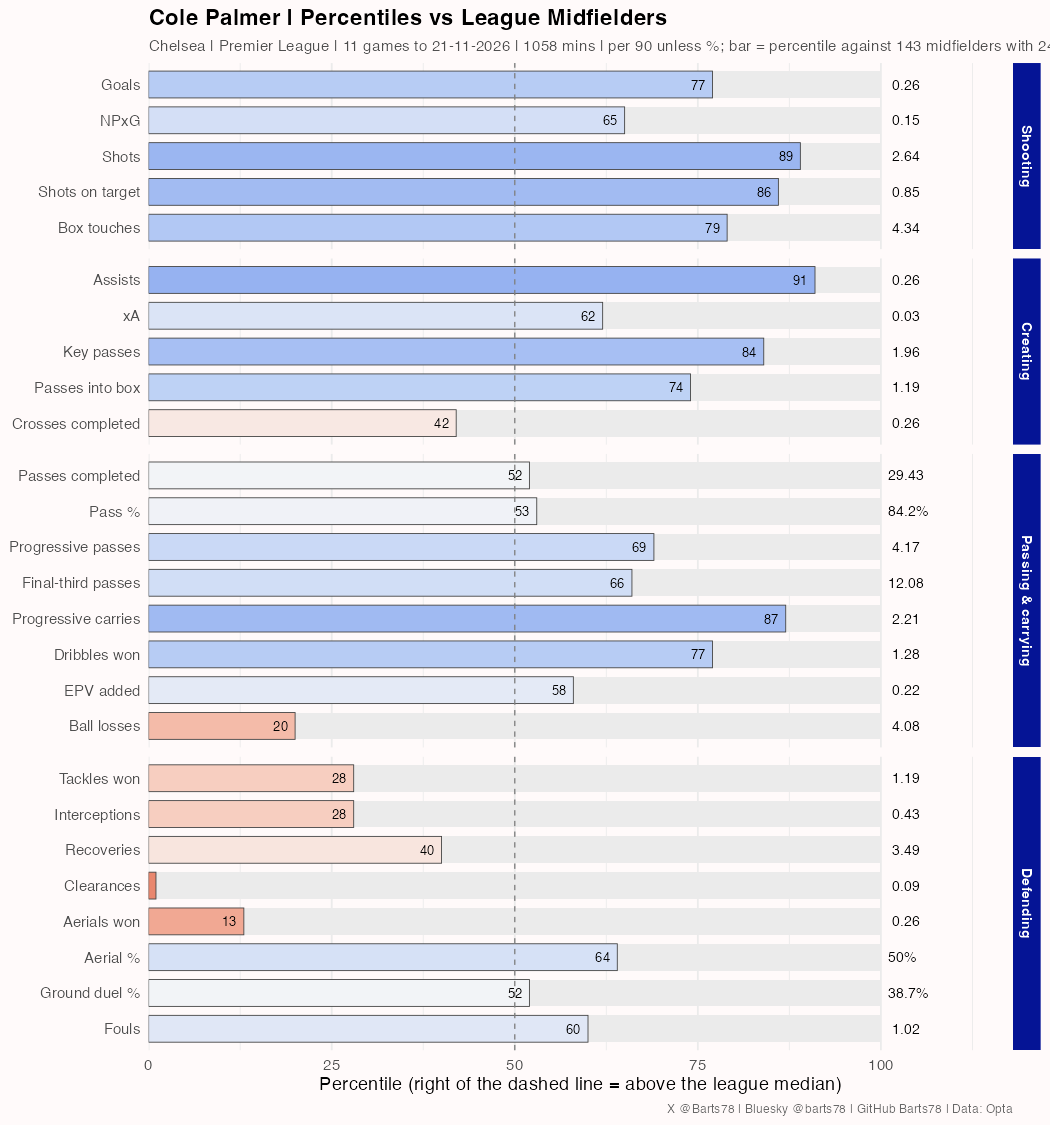 Cole Palmer | Percentiles vs League Midfielders
Chelsea | Premier League | 11 games to 21-11-2026 | 1058 mins | per 90 unless %; bar = percentile against 143 midfielders with
Goals 77 0.26
NPxG 65 0.15
Shots 89 2.64
Shots on target 86 0.85
Box touches 79 4.34
Shooting
Assists 91 0.26
xA 62 0.03
Key passes 84 1.96
Passes into box 74 1.19
Crosses completed 42 0.26
Creating
Passes completed 52 29.43
Pass % 53 84.2%
Progressive passes 69 4.17
Final-third passes 66 12.08
Progressive carries 87 2.21
Dribbles won 77 1.28
EPV added 58 0.22
Ball losses 20 4.08
Passing & carrying
Tackles won 28 1.19
Interceptions 28 0.43
Recoveries 40 3.49
Clearances 0.09
Aerials won 13 0.26
Aerial % 64 50%
Ground duel % 52 38.7%
Fouls 60 1.02
Defending
0 25 50 75 100
Percentile (right of the dashed line = above the league median)
X @Barts78 | Bluesky @barts78 | GitHub Barts78 | Data: Opta